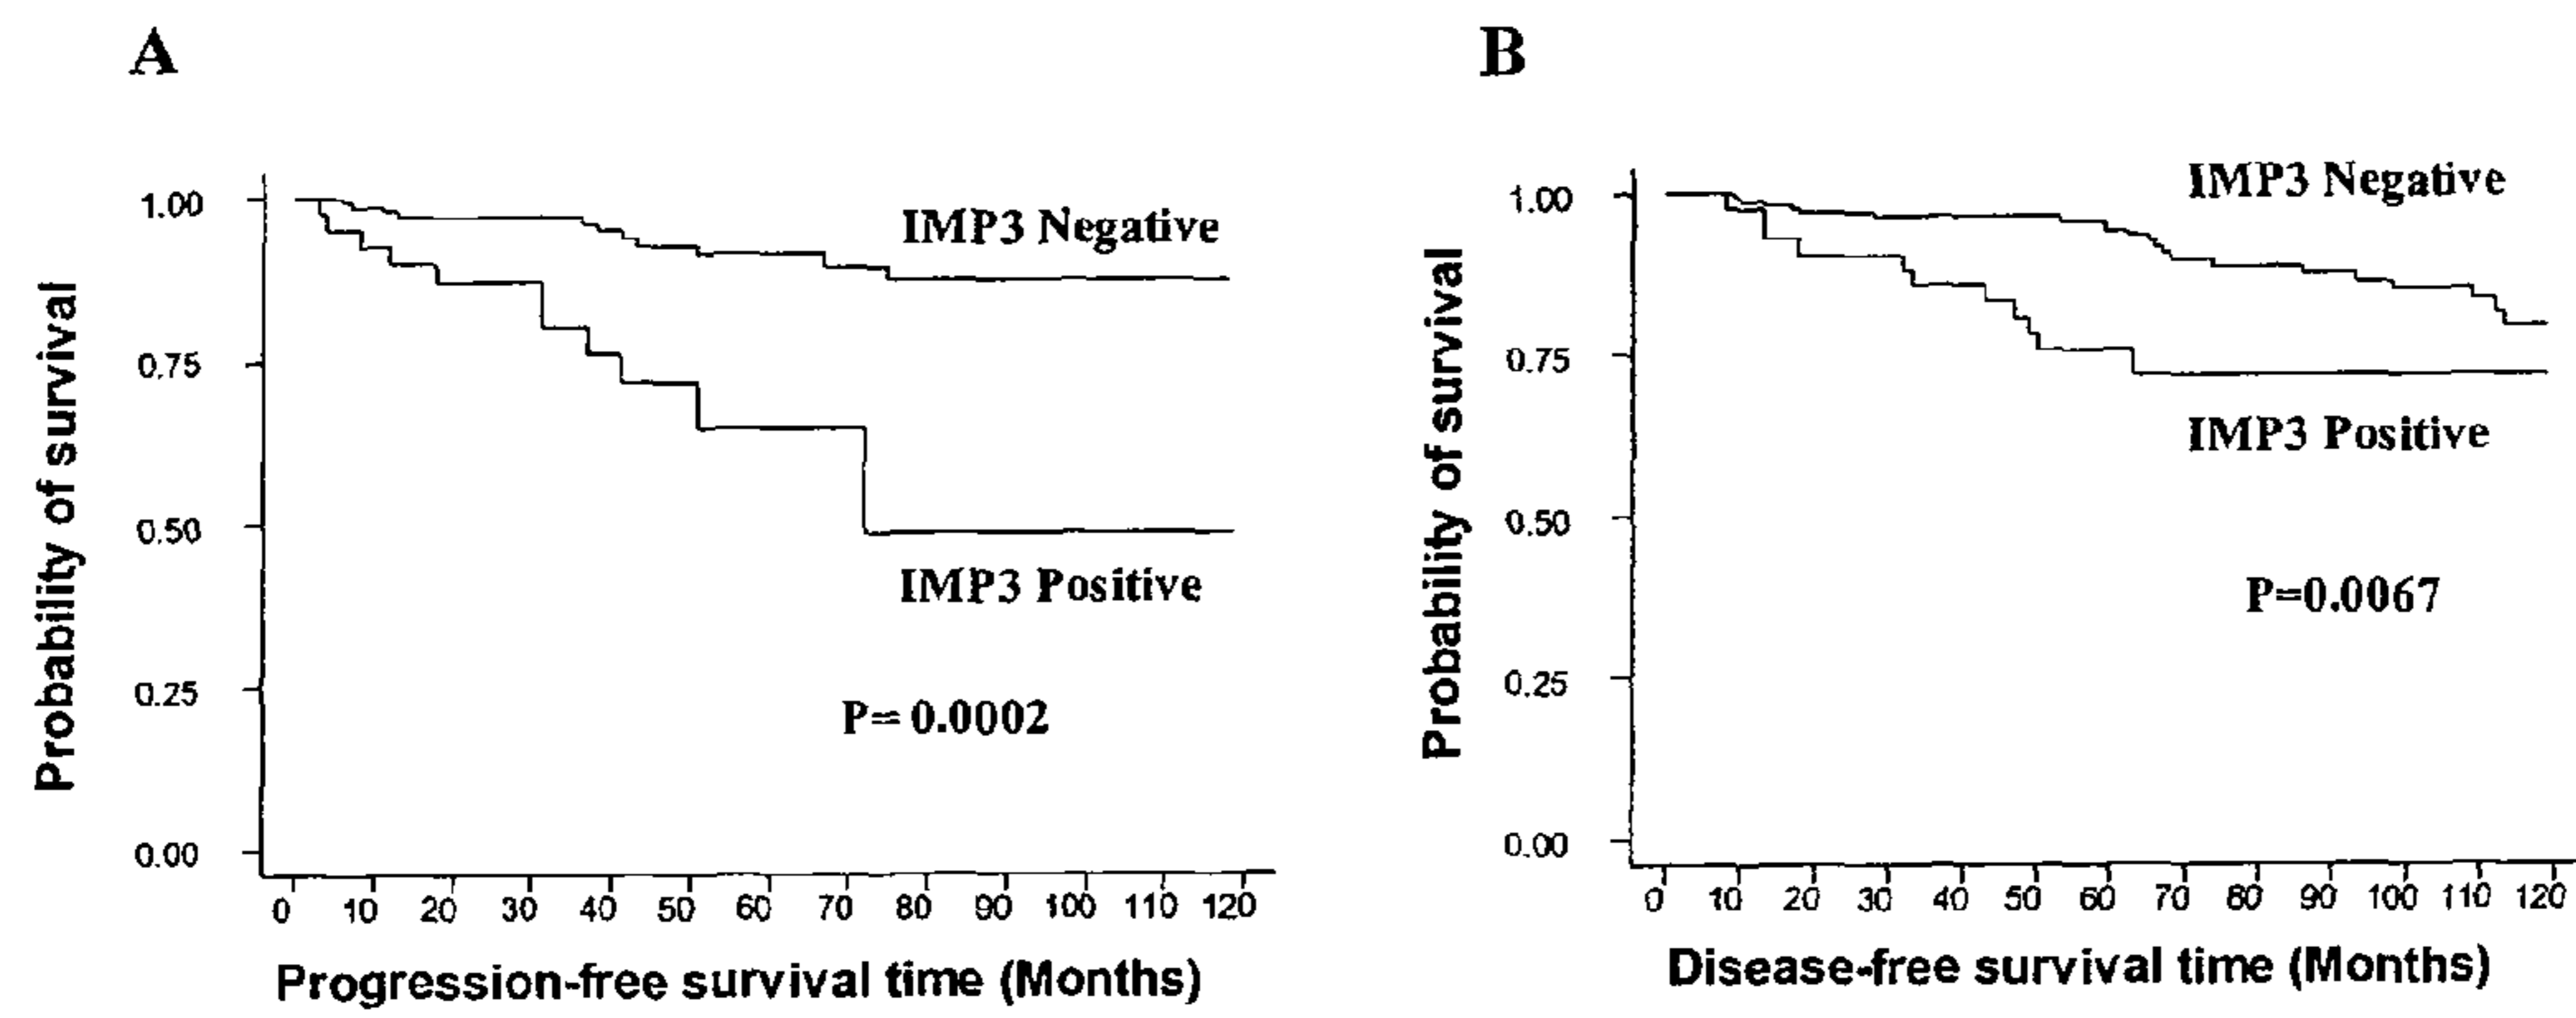 A
Probability of survival
1.00
0.75
0.50
0.25
0.00
IMP3 Negative
IMP3 Positive
P= 0.0002
0 10 20 30 40 50 60 70 80 90 100 110 120
Progression-free survival time (Months)
B
Probability of survival
1.00
0.75
0.50
0.25
0.00
IMP3 Negative
IMP3 Positive
P=0.0067
0 10 20 30 40 50 60 70 80 90 100 110 120
Disease-free survival time (Months)